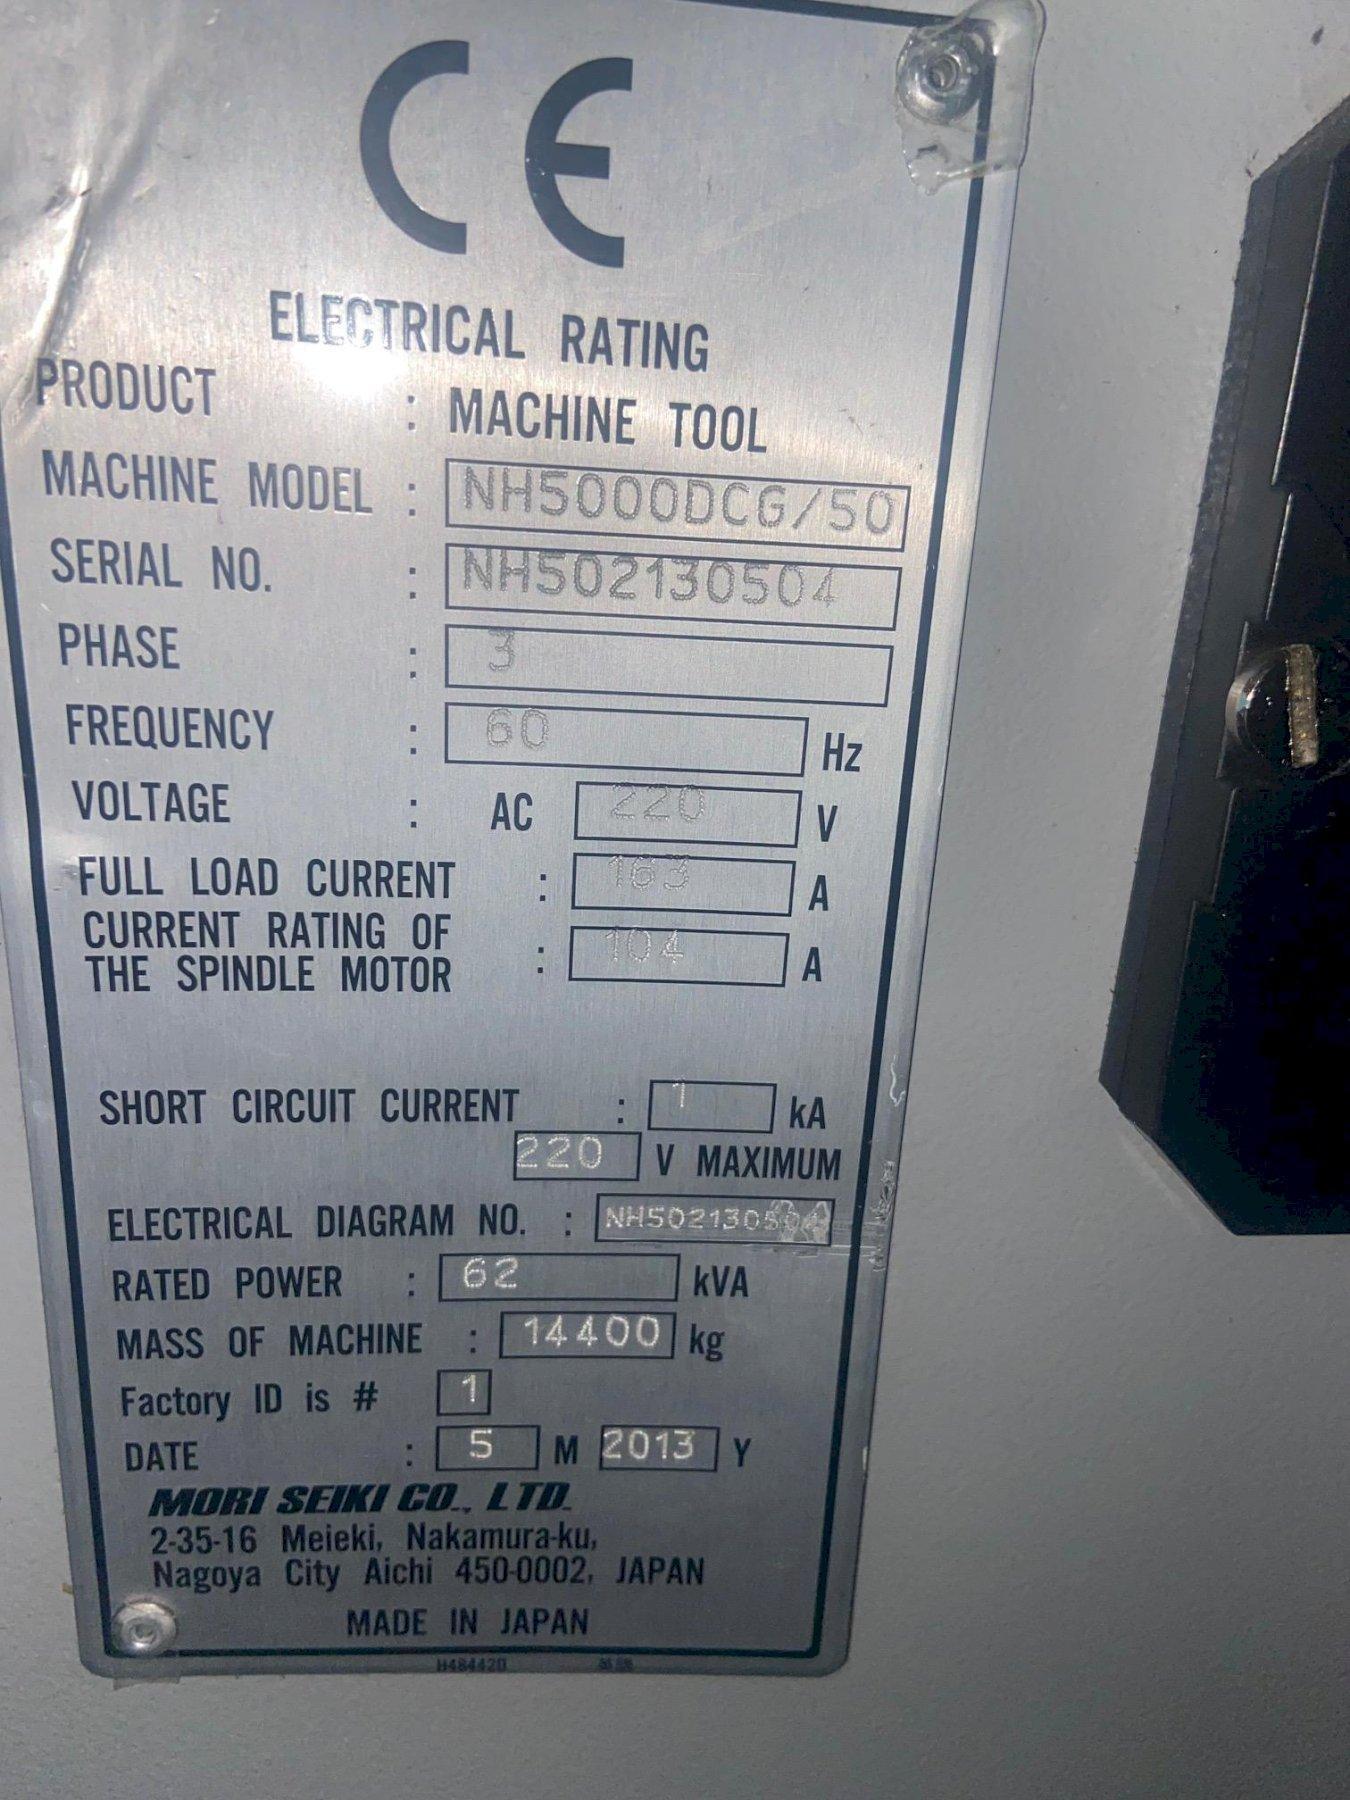 CE
ELECTRICAL RATING
PRODUCT : MACHINE TOOL
MACHINE MODEL : NH5000DCG/50
SERIAL NO. : NH502130504
PHASE : 3
FREQUENCY : 60 Hz
VOLTAGE : AC 220 V
FULL LOAD CURRENT : 163 A
CURRENT RATING OF
THE SPINDLE MOTOR : 104 A
SHORT CIRCUIT CURRENT : 1 kA
220 V MAXIMUM
ELECTRICAL DIAGRAM NO. : NH502130504
RATED POWER : 62 kVA
MASS OF MACHINE : 14400 kg
Factory ID is # 1
DATE : 5 M 2013 Y
MORI SEIKI CO., LTD.
2-35-16 Meieki, Nakamura-ku,
Nagoya City Aichi 450-0002, JAPAN
MADE IN JAPAN
H484420